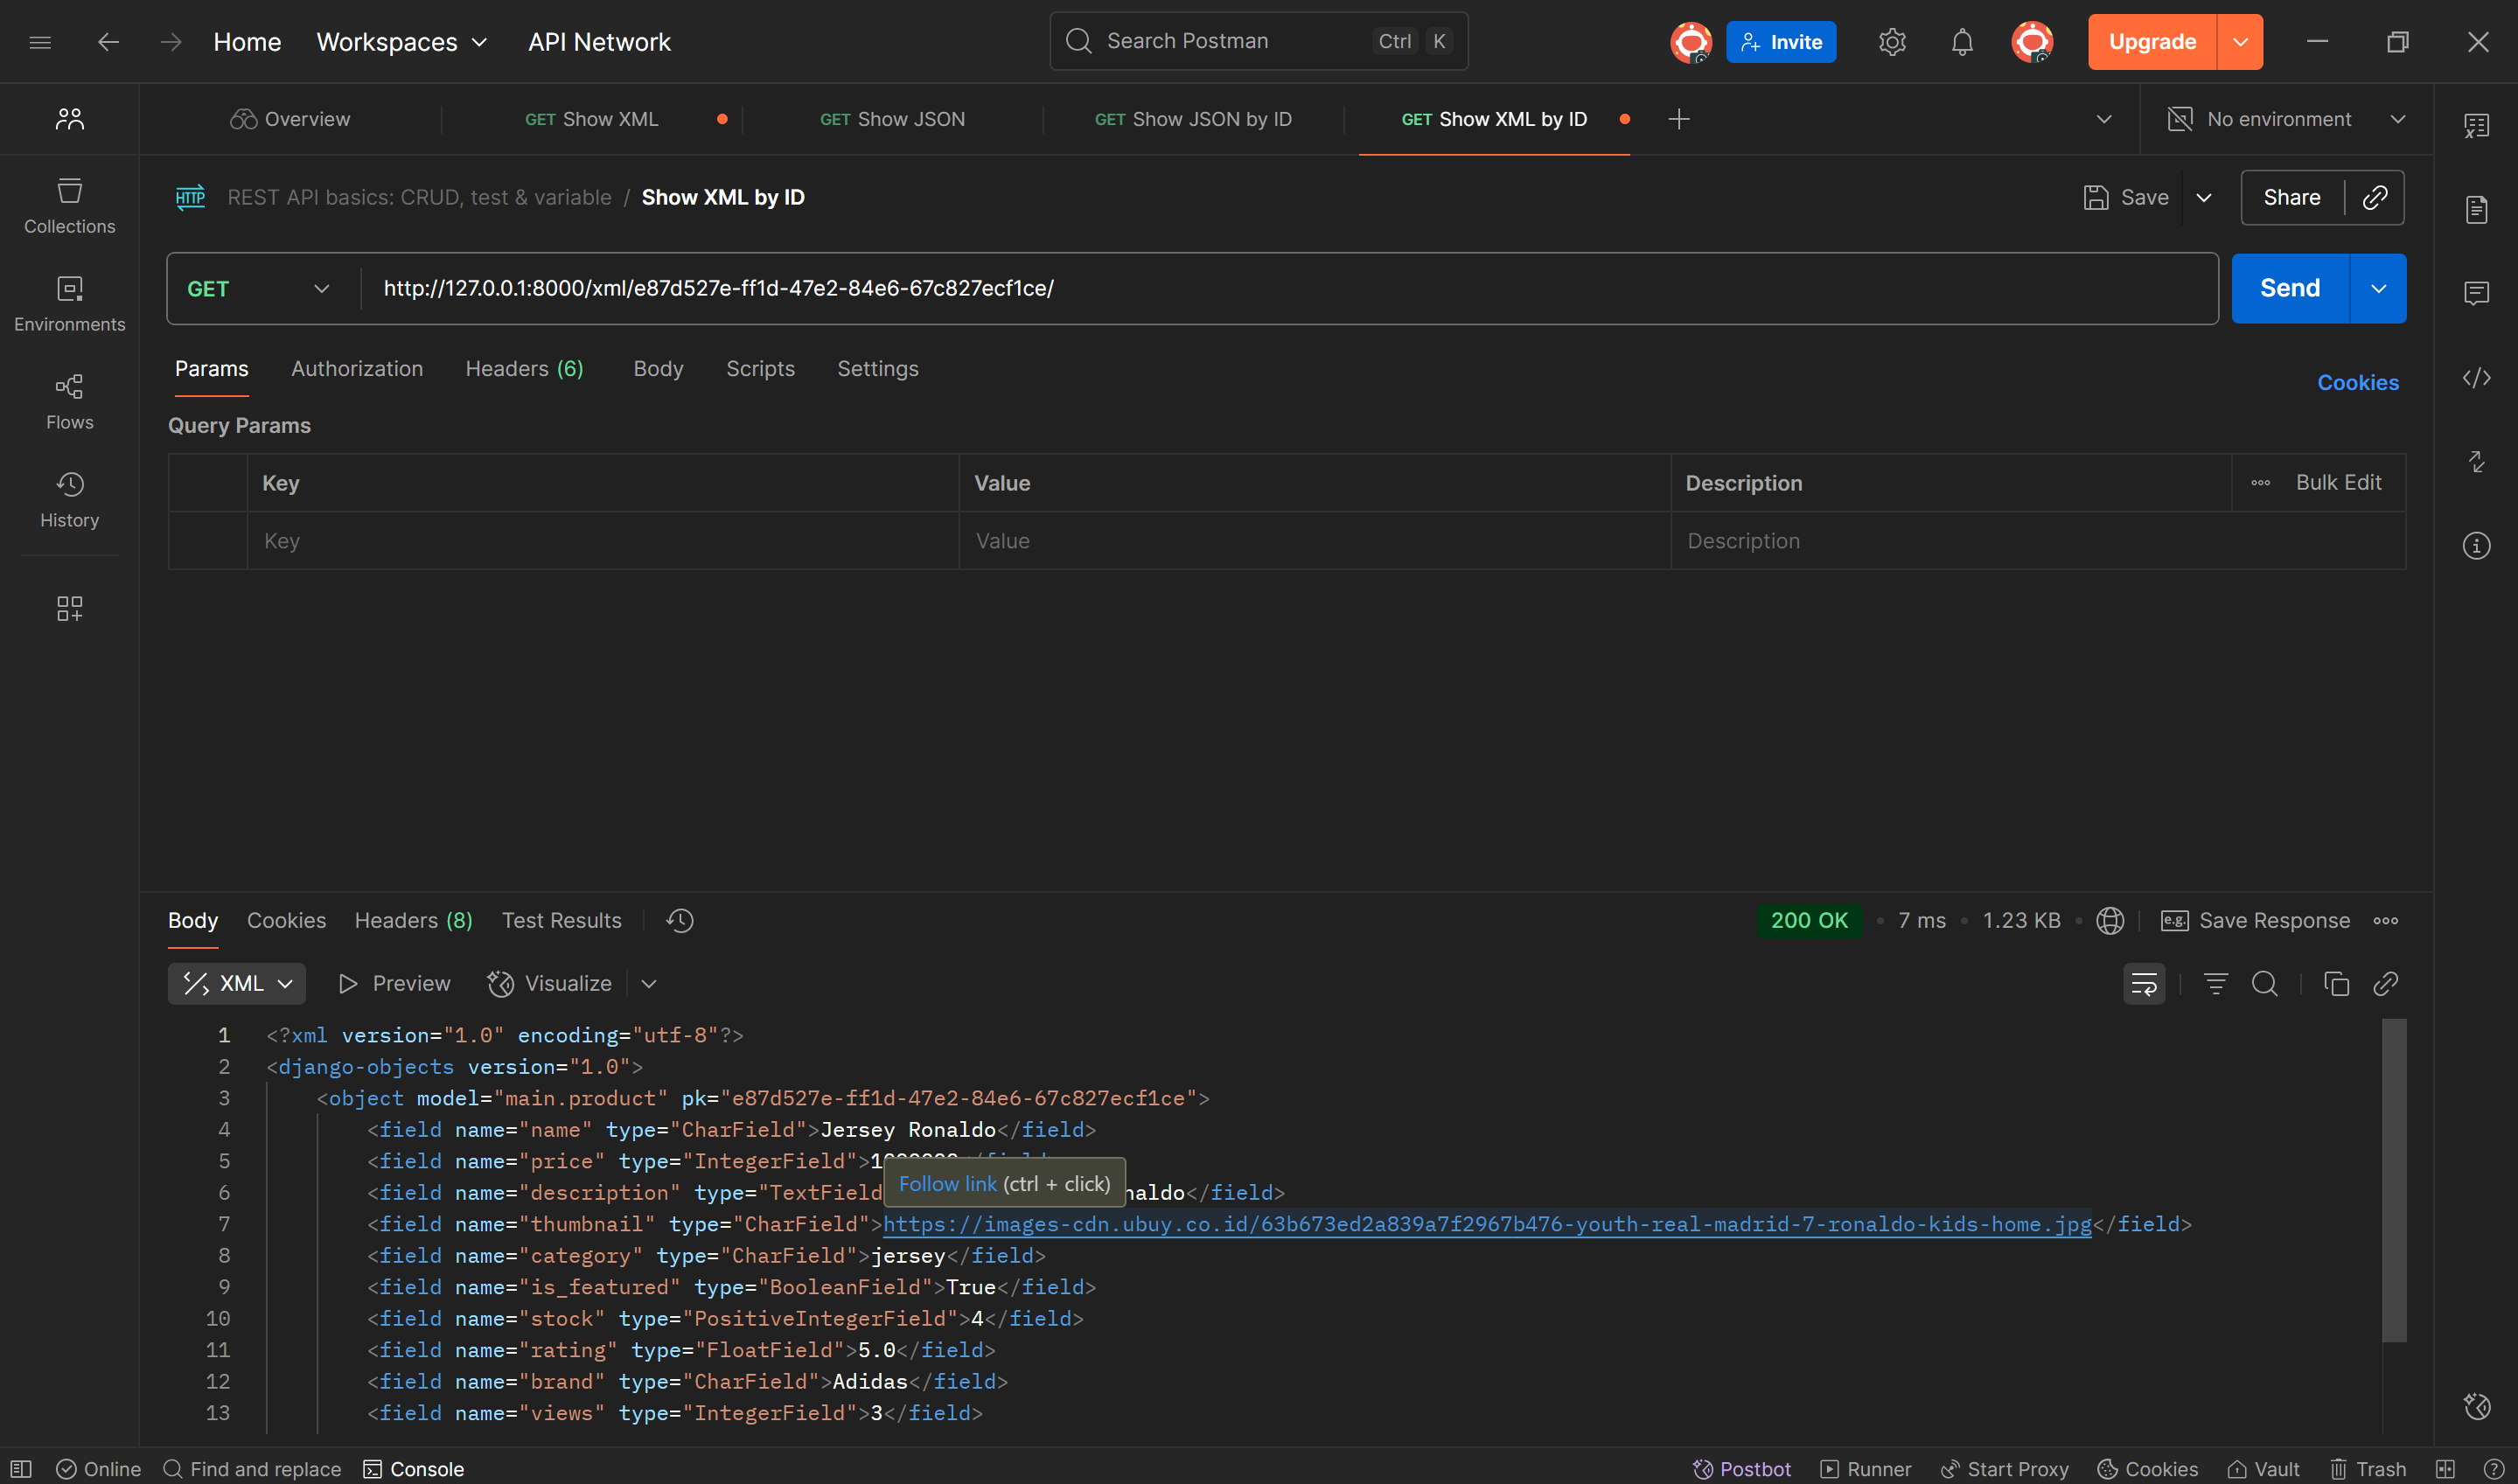 Home Workspaces API Network Search Postman Ctrl K Invite Upgrade
Overview GET Show XML GET Show JSON GET Show JSON by ID GET Show XML by ID No environment
HTTP REST API basics: CRUD, test & variable / Show XML by ID Save Share
Collections
GET http://127.0.0.1:8000/xml/e87d527e-ff1d-47e2-84e6-67c827ecf1ce/ Send
Environments
Params Authorization Headers (6) Body Scripts Settings Cookies
Flows
Query Params
Key Value Description Bulk Edit
History
Key Value Description
Body Cookies Headers (8) Test Results 200 OK 7 ms 1.23 KB e.g. Save Response
XML Preview Visualize
1 <?xml version="1.0" encoding="utf-8"?>
2 <django-objects version="1.0">
3 <object model="main.product" pk="e87d527e-ff1d-47e2-84e6-67c827ecf1ce">
4 <field name="name" type="CharField">Jersey Ronaldo</field>
5 <field name="price" type="IntegerField">
Follow link (ctrl + click)
6 <field name="description" type="TextField naldo</field>
7 <field name="thumbnail" type="CharField">https://images-cdn.ubuy.co.id/63b673ed2a839a7f2967b476-youth-real-madrid-7-ronaldo-kids-home.jpg</field>
8 <field name="category" type="CharField">jersey</field>
9 <field name="is_featured" type="BooleanField">True</field>
10 <field name="stock" type="PositiveIntegerField">4</field>
11 <field name="rating" type="FloatField">5.0</field>
12 <field name="brand" type="CharField">Adidas</field>
13 <field name="views" type="IntegerField">3</field>
Online Find and replace Console Postbot Runner Start Proxy Cookies Vault Trash